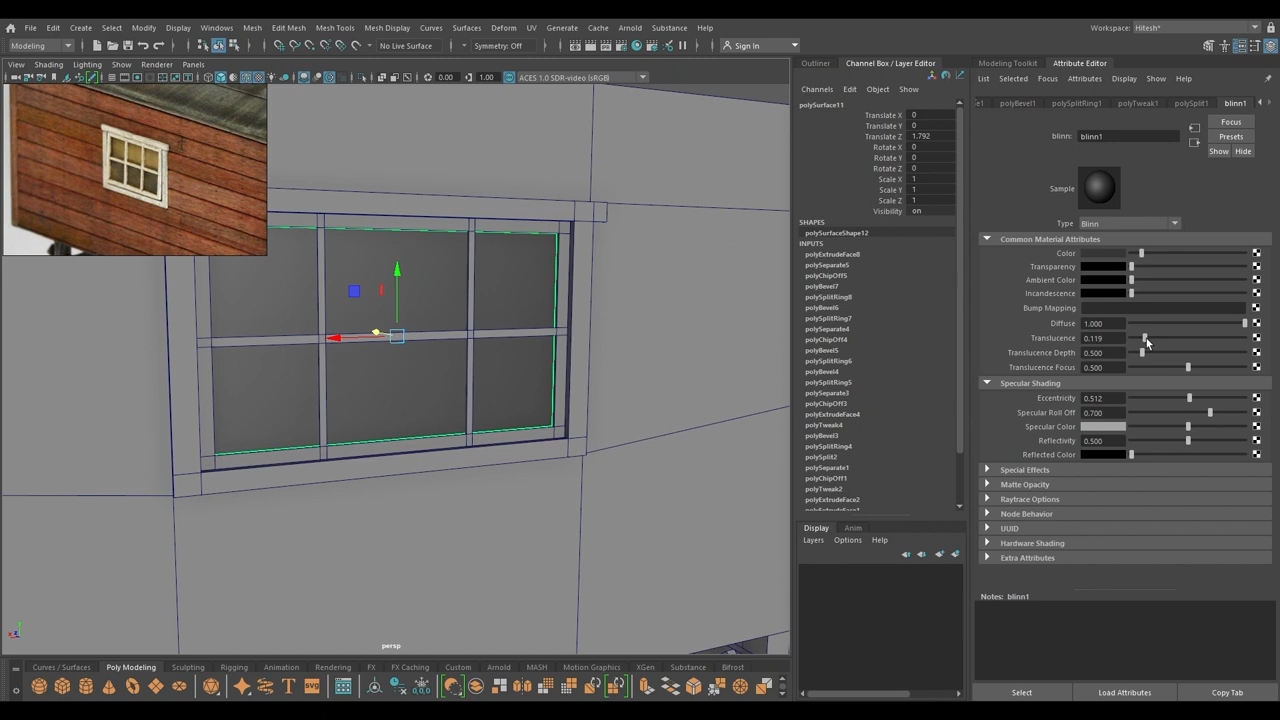 File Edit Create Select Modify Display Windows Mesh Edit Mesh Mesh Tools Mesh Display Curves Surfaces Deform UV Generate Cache Arnold Substance Help Workspace: Hitesh*
Modeling No Live Surface Symmetry: Off Sign In
View Shading Lighting Show Renderer Panels
0.00 1.00 ACES 1.0 SDR-video (sRGB)
persp
Outliner Channel Box / Layer Editor
Channels Edit Object Show
polySurface11
Translate X 0
Translate Y 0
Translate Z 1.792
Rotate X 0
Rotate Y 0
Rotate Z 0
Scale X 1
Scale Y 1
Scale Z 1
Visibility on
SHAPES
polySurfaceShape12
INPUTS
polyExtrudeFace8
polySeparate5
polyChipOff5
polyBevel7
polySplitRing8
polyBevel6
polySplitRing7
polySeparate4
polyChipOff4
polyBevel5
polySplitRing6
polyBevel4
polySplitRing5
polySeparate3
polyChipOff3
polyExtrudeFace4
polyTweak4
polyBevel3
polySplitRing4
polySplit2
polySeparate1
polyChipOff1
polyTweak2
polyExtrudeFace2
polyExtrudeFace1
Display Anim
Layers Options Help
Modeling Toolkit Attribute Editor
List Selected Focus Attributes Display Show Help
e1 polyBevel1 polySplitRing1 polyTweak1 polySplit1 blinn1
Focus
blinn: blinn1 Presets
Show Hide
Sample
Type Blinn
Common Material Attributes
Color
Transparency
Ambient Color
Incandescence
Bump Mapping
Diffuse 1.000
Translucence 0.119
Translucence Depth 0.500
Translucence Focus 0.500
Specular Shading
Eccentricity 0.512
Specular Roll Off 0.700
Specular Color
Reflectivity 0.500
Reflected Color
Special Effects
Matte Opacity
Raytrace Options
Node Behavior
UUID
Hardware Shading
Extra Attributes
Notes: blinn1
Select Load Attributes Copy Tab
Curves / Surfaces Poly Modeling Sculpting Rigging Animation Rendering FX FX Caching Custom Arnold MASH Motion Graphics XGen Substance Bifrost